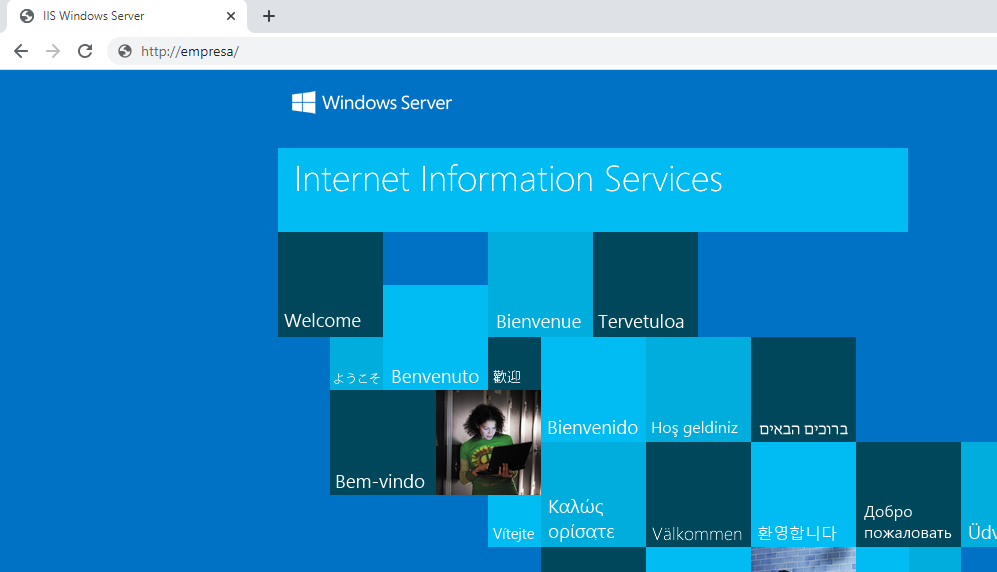 IIS Windows Server
http://empresa/
Windows Server
Internet Information Services
Welcome
Bienvenue
Tervetuloa
ようこそ
Benvenuto
歡迎
Bienvenido
Hoş geldiniz
ברוכים הבאים
Bem-vindo
Vítejte
Καλώς
ορίσατε
Välkommen
환영합니다
Добро
пожаловать